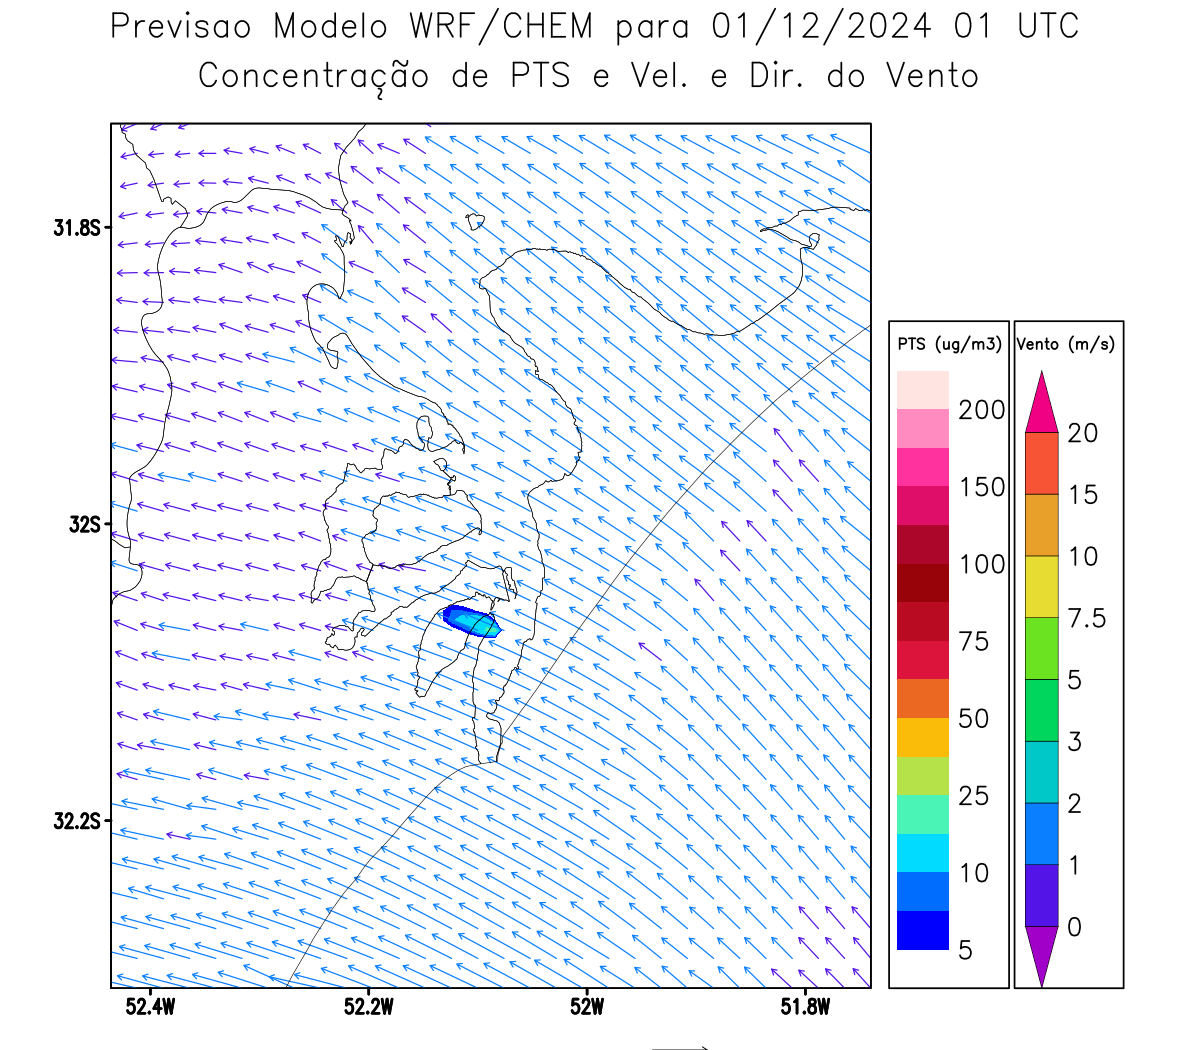 Previsao Modelo WRF/CHEM para 01/12/2024 01 UTC
Concentração de PTS e Vel. e Dir. do Vento
31.8S
32S
32.2S
52.4W
52.2W
52W
51.8W
PTS (ug/m3)
200
150
100
75
50
25
10
5
Vento (m/s)
20
15
10
7.5
5
3
2
1
0